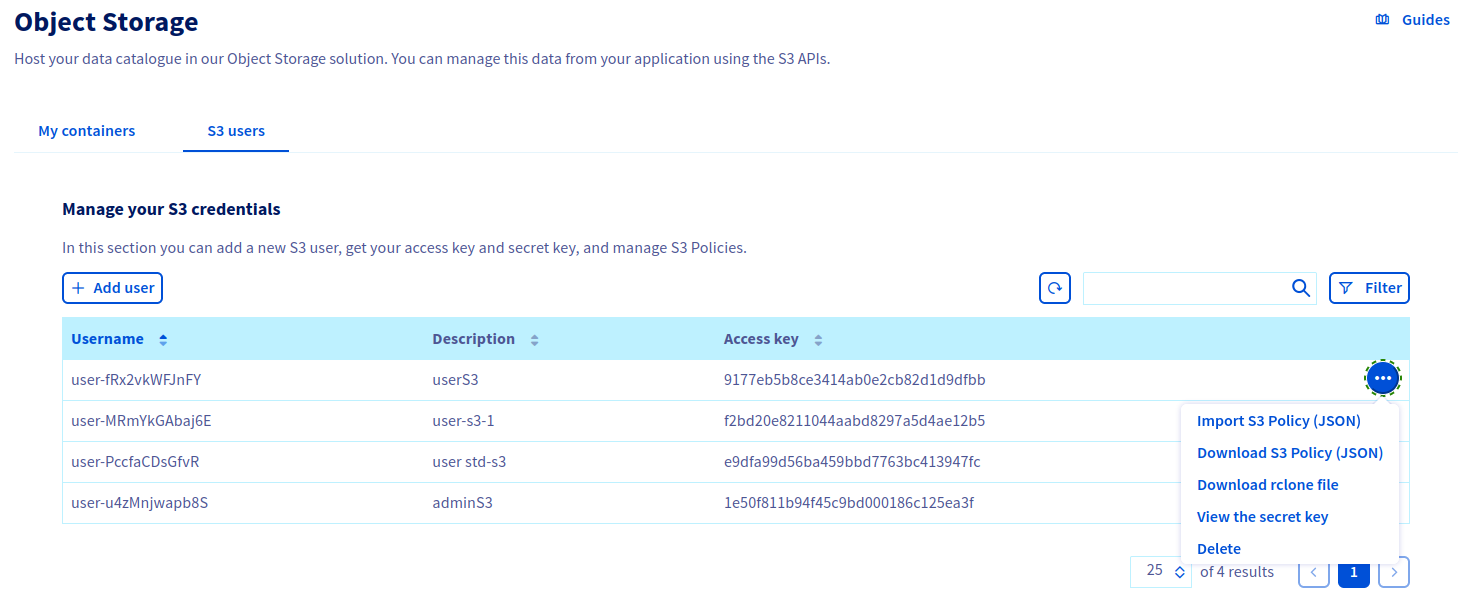 Object Storage
Guides
Host your data catalogue in our Object Storage solution. You can manage this data from your application using the S3 APIs.
My containers S3 users
Manage your S3 credentials
In this section you can add a new S3 user, get your access key and secret key, and manage S3 Policies.
+ Add user Filter
Username Description Access key
user-fRx2vkWFJnFY userS3 9177eb5b8ce3414ab0e2cb82d1d9dfbb
user-MRmYkGAbaj6E user-s3-1 f2bd20e8211044aabd8297a5d4ae12b5
user-PccfaCDsGfvR user std-s3 e9dfa99d56ba459bbd7763bc413947fc
user-u4zMnjwapb8S adminS3 1e50f811b94f45c9bd000186c125ea3f
Import S3 Policy (JSON)
Download S3 Policy (JSON)
Download rclone file
View the secret key
Delete
25 of 4 results 1